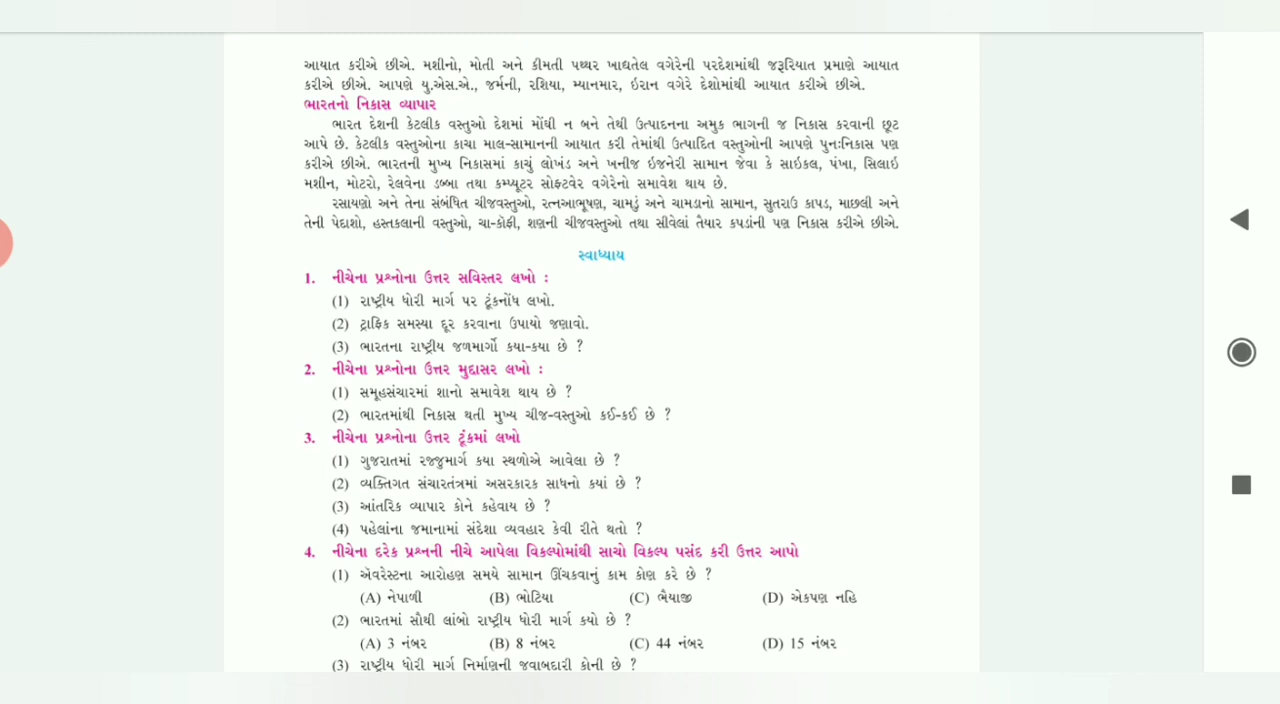 આયાત કરીએ છીએ. મશીનો, મોતી અને કીમતી પથ્થર ખાદ્યતેલ વગેરેની પરદેશમાંથી જરૂરિયાત પ્રમાણે આયાત
કરીએ છીએ. આપણે યુ.એસ.એ., જર્મની, રશિયા, મ્યાનમાર, ઇરાન વગેરે દેશોમાંથી આયાત કરીએ છીએ.
ભારતનો નિકાસ વ્યાપાર
ભારત દેશની કેટલીક વસ્તુઓ દેશમાં મોંઘી ન બને તેથી ઉત્પાદનના અમુક ભાગની જ નિકાસ કરવાની છૂટ
આપે છે. કેટલીક વસ્તુઓના કાચા માલ-સામાનની આયાત કરી તેમાંથી ઉત્પાદિત વસ્તુઓની આપણે પુનઃનિકાસ પણ
કરીએ છીએ. ભારતની મુખ્ય નિકાસમાં કાચું લોખંડ અને ખનીજ ઇજનેરી સામાન જેવા કે સાઇકલ, પંખા, સિલાઇ
મશીન, મોટરો, રેલવેના ડબ્બા તથા કમ્પ્યૂટર સોફ્ટવેર વગેરેનો સમાવેશ થાય છે.
રસાયણો અને તેના સંબંધિત ચીજવસ્તુઓ, રત્નઆભૂષણ, ચામડું અને ચામડાનો સામાન, સુતરાઉ કાપડ, માછલી અને
તેની પેદાશો, હસ્તકલાની વસ્તુઓ, ચા-કૉફી, શણની ચીજવસ્તુઓ તથા સીવેલાં તૈયાર કપડાંની પણ નિકાસ કરીએ છીએ.
સ્વાધ્યાય
1. નીચેના પ્રશ્નોના ઉત્તર સવિસ્તર લખો :
(1) રાષ્ટ્રીય ધોરી માર્ગ પર ટૂંકનોંધ લખો.
(2) ટ્રાફિક સમસ્યા દૂર કરવાના ઉપાયો જણાવો.
(3) ભારતના રાષ્ટ્રીય જળમાર્ગો કયા-કયા છે ?
2. નીચેના પ્રશ્નોના ઉત્તર મુદ્દાસર લખો :
(1) સમૂહસંચારમાં શાનો સમાવેશ થાય છે ?
(2) ભારતમાંથી નિકાસ થતી મુખ્ય ચીજ-વસ્તુઓ કઈ-કઈ છે ?
3. નીચેના પ્રશ્નોના ઉત્તર ટૂંકમાં લખો
(1) ગુજરાતમાં રજ્જુમાર્ગ કયા સ્થળોએ આવેલા છે ?
(2) વ્યક્તિગત સંચારતંત્રમાં અસરકારક સાધનો કયાં છે ?
(3) આંતરિક વ્યાપાર કોને કહેવાય છે ?
(4) પહેલાંના જમાનામાં સંદેશા વ્યવહાર કેવી રીતે થતો ?
4. નીચેના દરેક પ્રશ્નની નીચે આપેલા વિકલ્પોમાંથી સાચો વિકલ્પ પસંદ કરી ઉત્તર આપો
(1) ઍવરેસ્ટના આરોહણ સમયે સામાન ઊંચકવાનું કામ કોણ કરે છે ?
(A) નેપાળી (B) ભોટિયા (C) ભૈયાજી (D) એકપણ નહિ
(2) ભારતમાં સૌથી લાંબો રાષ્ટ્રીય ધોરી માર્ગ કયો છે ?
(A) 3 નંબર (B) 8 નંબર (C) 44 નંબર (D) 15 નંબર
(3) રાષ્ટ્રીય ધોરી માર્ગ નિર્માણની જવાબદારી કોની છે ?